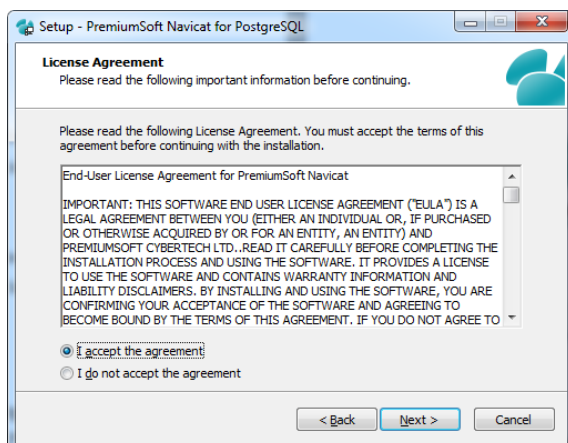 Setup - PremiumSoft Navicat for PostgreSQL
License Agreement
Please read the following important information before continuing.
Please read the following License Agreement. You must accept the terms of this
agreement before continuing with the installation.
End-User License Agreement for PremiumSoft Navicat
IMPORTANT: THIS SOFTWARE END USER LICENSE AGREEMENT ("EULA") IS A
LEGAL AGREEMENT BETWEEN YOU (EITHER AN INDIVIDUAL OR, IF PURCHASED
OR OTHERWISE ACQUIRED BY OR FOR AN ENTITY, AN ENTITY) AND
PREMIUMSOFT CYBERTECH LTD..READ IT CAREFULLY BEFORE COMPLETING THE
INSTALLATION PROCESS AND USING THE SOFTWARE. IT PROVIDES A LICENSE
TO USE THE SOFTWARE AND CONTAINS WARRANTY INFORMATION AND
LIABILITY DISCLAIMERS. BY INSTALLING AND USING THE SOFTWARE, YOU ARE
CONFIRMING YOUR ACCEPTANCE OF THE SOFTWARE AND AGREEING TO
BECOME BOUND BY THE TERMS OF THIS AGREEMENT. IF YOU DO NOT AGREE TO
I accept the agreement
I do not accept the agreement
< Back Next > Cancel